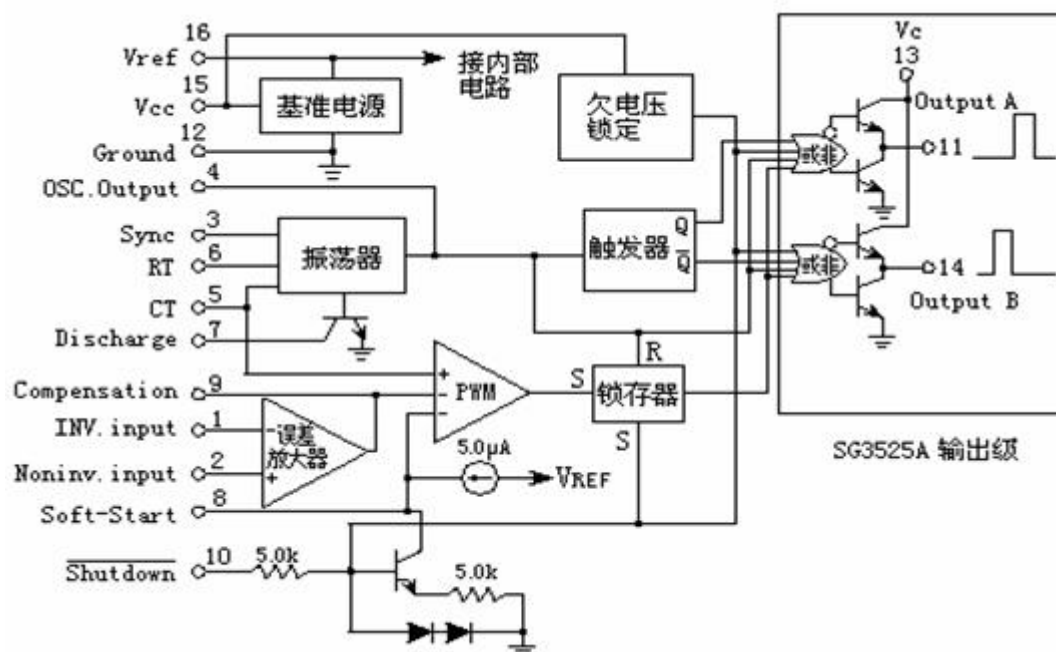 16
Vref
15
Vcc
12
Ground
4
OSC.Output
3
Sync
6
RT
5
CT
7
Discharge
9
Compensation
1
INV.input
2
Noninv.input
8
Soft-Start
10
Shutdown
5.0k
接内部
电路
基准电源
欠电压
锁定
振荡器
触发器
Q
Q̅
+
-
-
PWM
S
R
锁存器
S
-
误差
放大器
+
5.0μA
VREF
5.0k
Vc
13
Output A
或非
11
或非
14
Output B
SG3525A 输出级